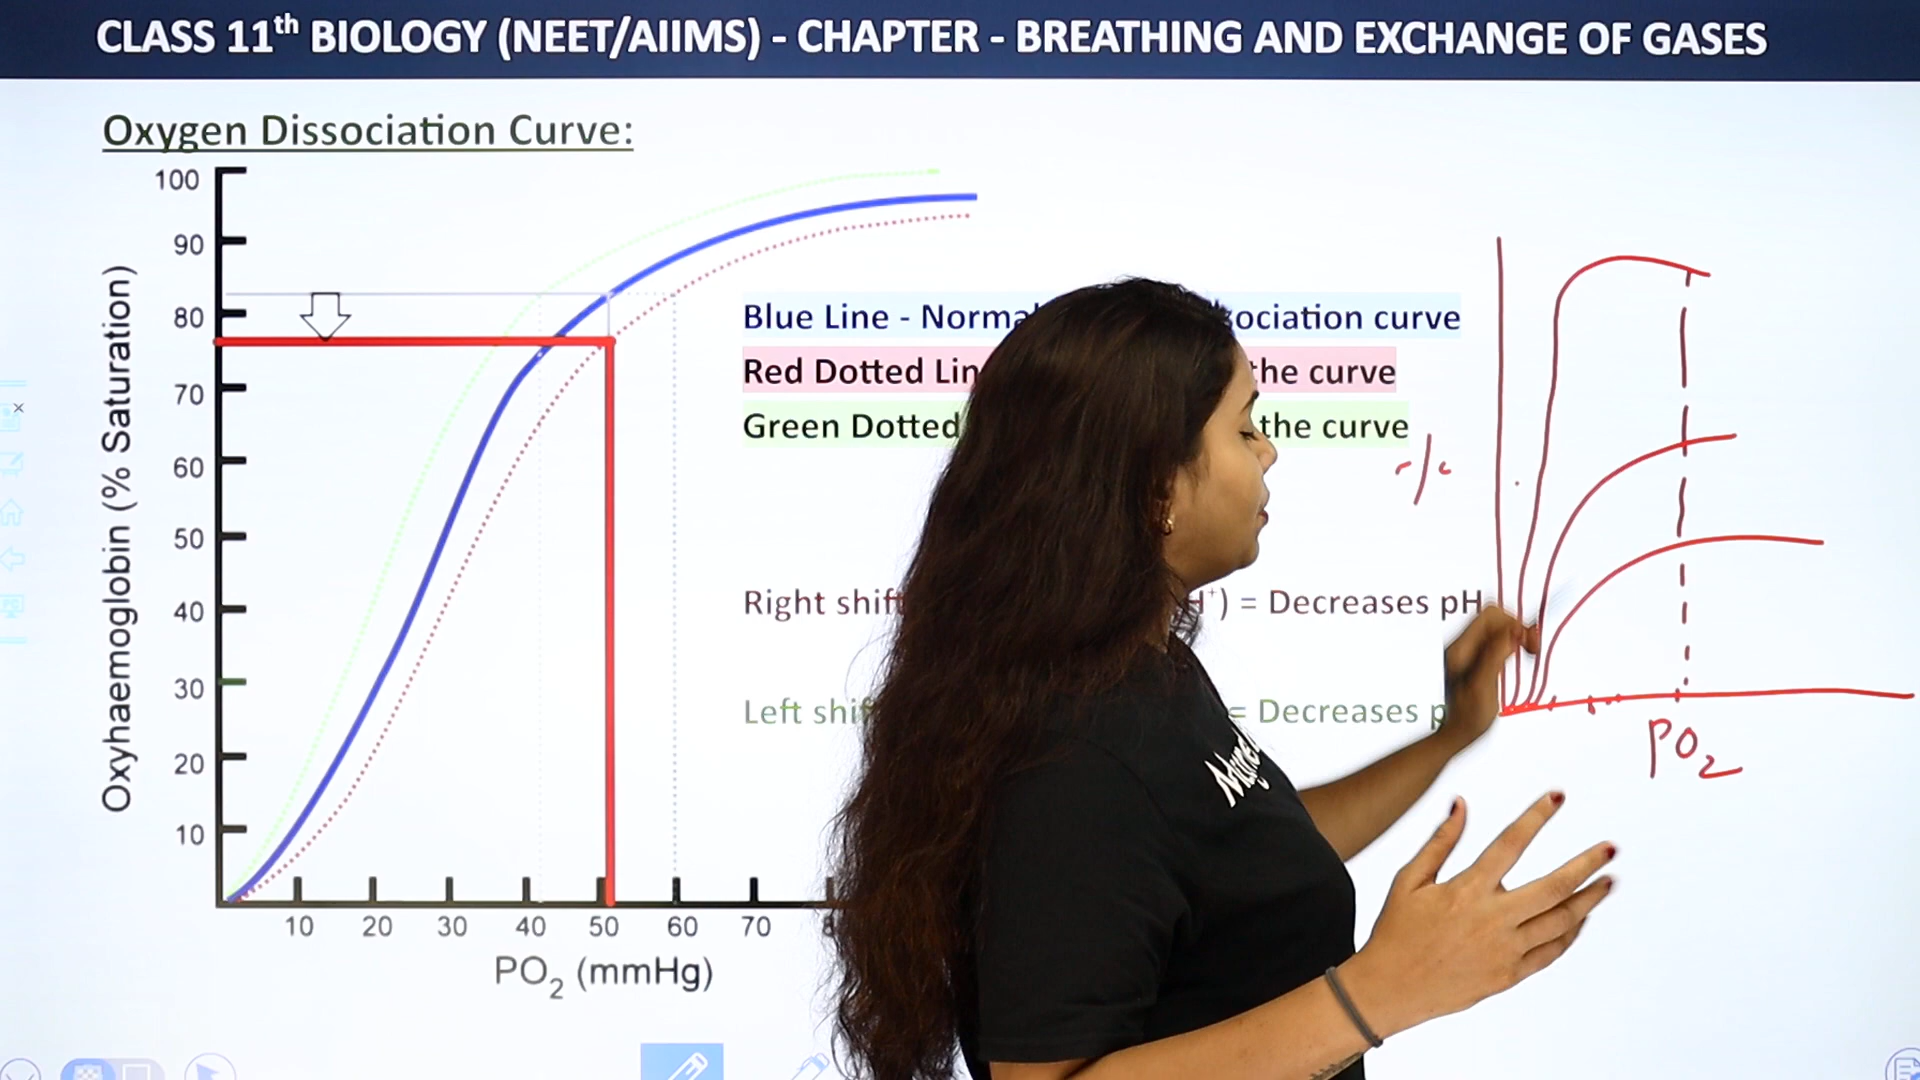 CLASS 11th BIOLOGY (NEET/AIIMS) - CHAPTER - BREATHING AND EXCHANGE OF GASES
Oxygen Dissociation Curve:
100
90
80
70
60
50
40
30
20
10
Oxyhaemoglobin (% Saturation)
10 20 30 40 50 60 70 8
PO2 (mmHg)
Blue Line - Norma ociation curve
Red Dotted Lin the curve
Green Dotted the curve
Right shif H+) = Decreases pH
Left shif = Decreases p
%
PO2